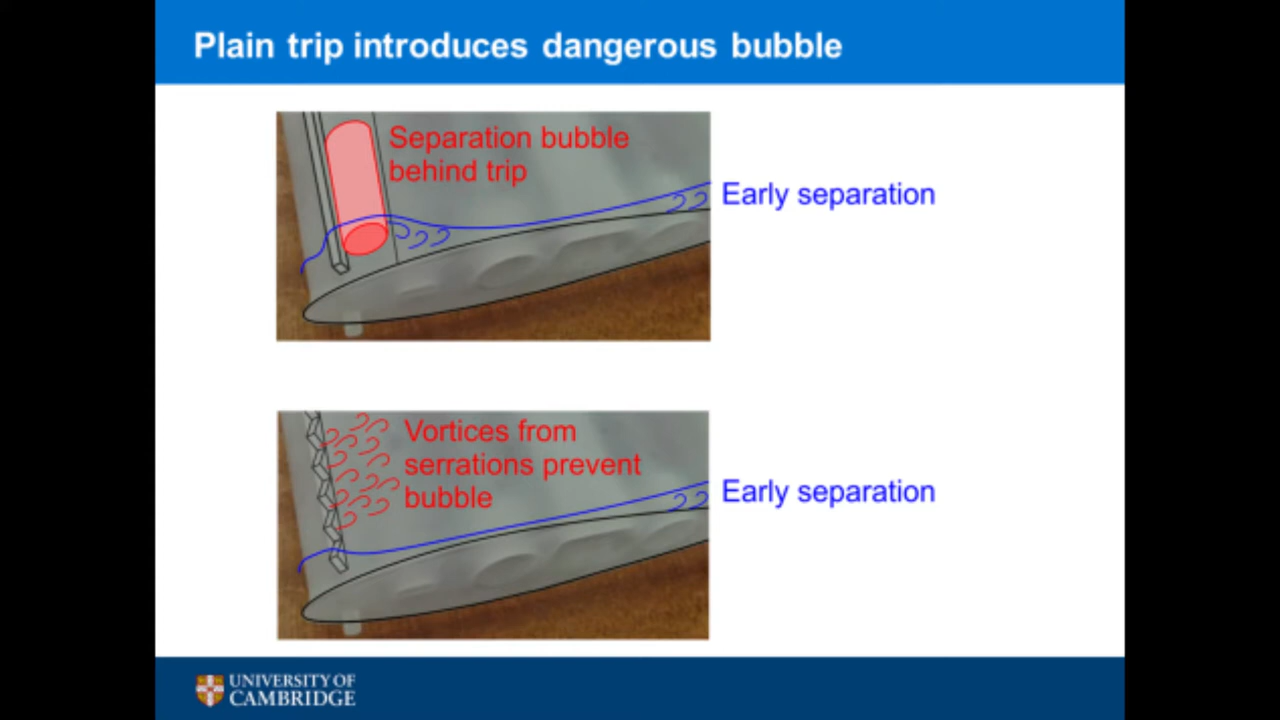 Plain trip introduces dangerous bubble
Separation bubble
behind trip
Early separation
Vortices from
serrations prevent
bubble
Early separation
UNIVERSITY OF
CAMBRIDGE